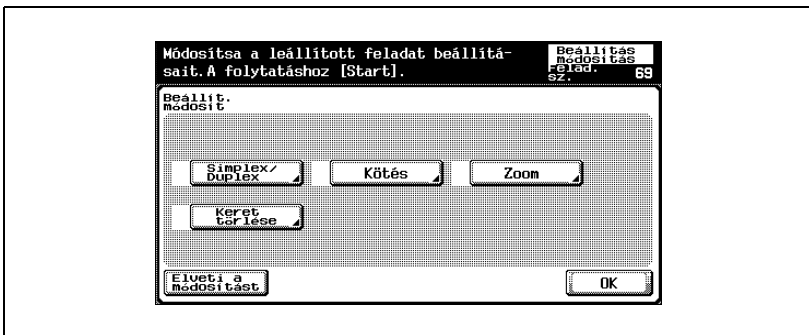 Módosítsa a leállított feladat beállítá-
sait.A folytatáshoz [Start].
Beállítás
módosítás
Felad.
sz. 69
Beállít.
módosít
Simplex/
Duplex
Kötés
Zoom
Keret
törlése
Elveti a
módosítást
OK